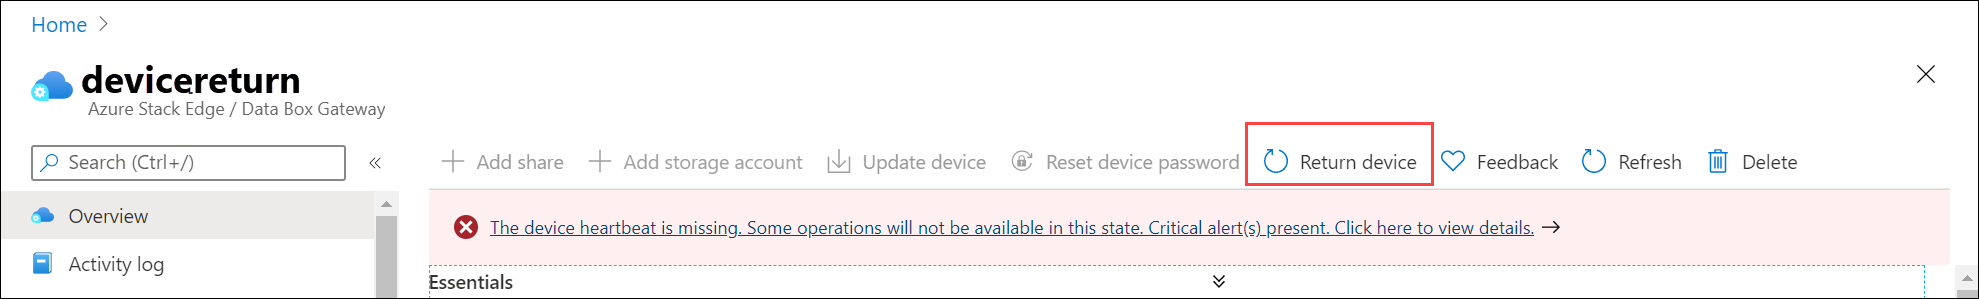 Home
devicereturn
Azure Stack Edge / Data Box Gateway
Search (Ctrl+/)
Add share Add storage account Update device Reset device password Return device Feedback Refresh Delete
Overview
The device heartbeat is missing. Some operations will not be available in this state. Critical alert(s) present. Click here to view details.
Activity log
Essentials